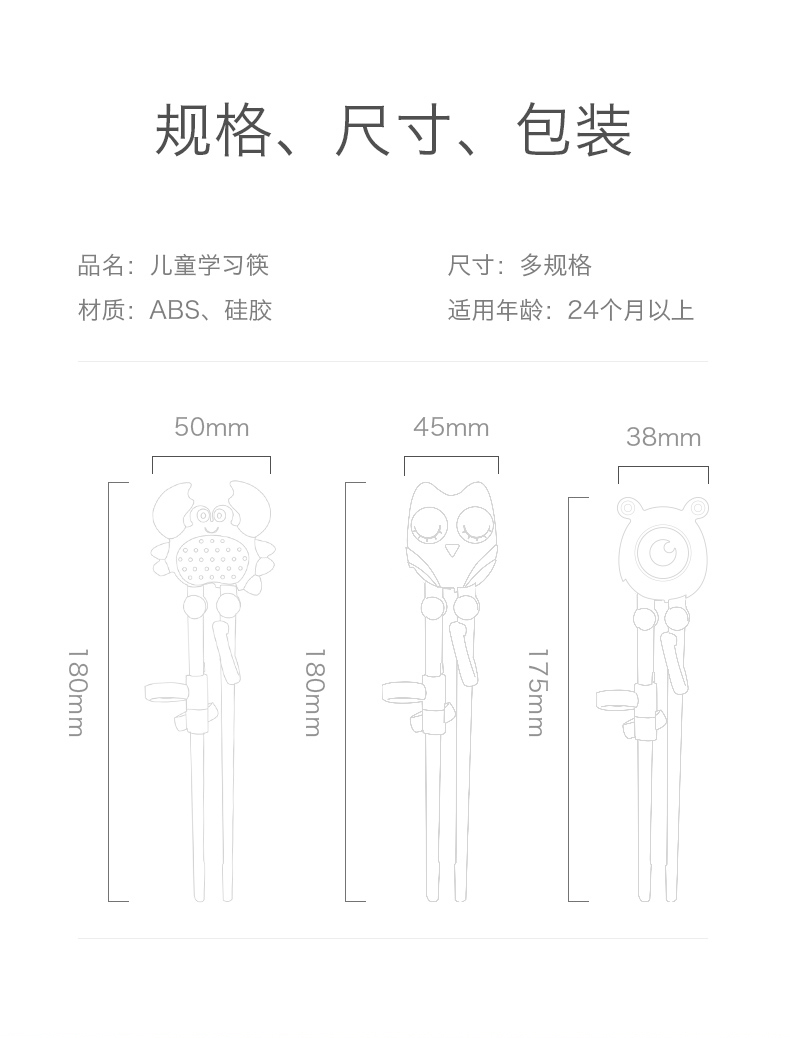 规格、尺寸、包装
品名：儿童学习筷
尺寸：多规格
材质：ABS、硅胶
适用年龄：24个月以上
50mm
45mm
38mm
180mm
180mm
175mm